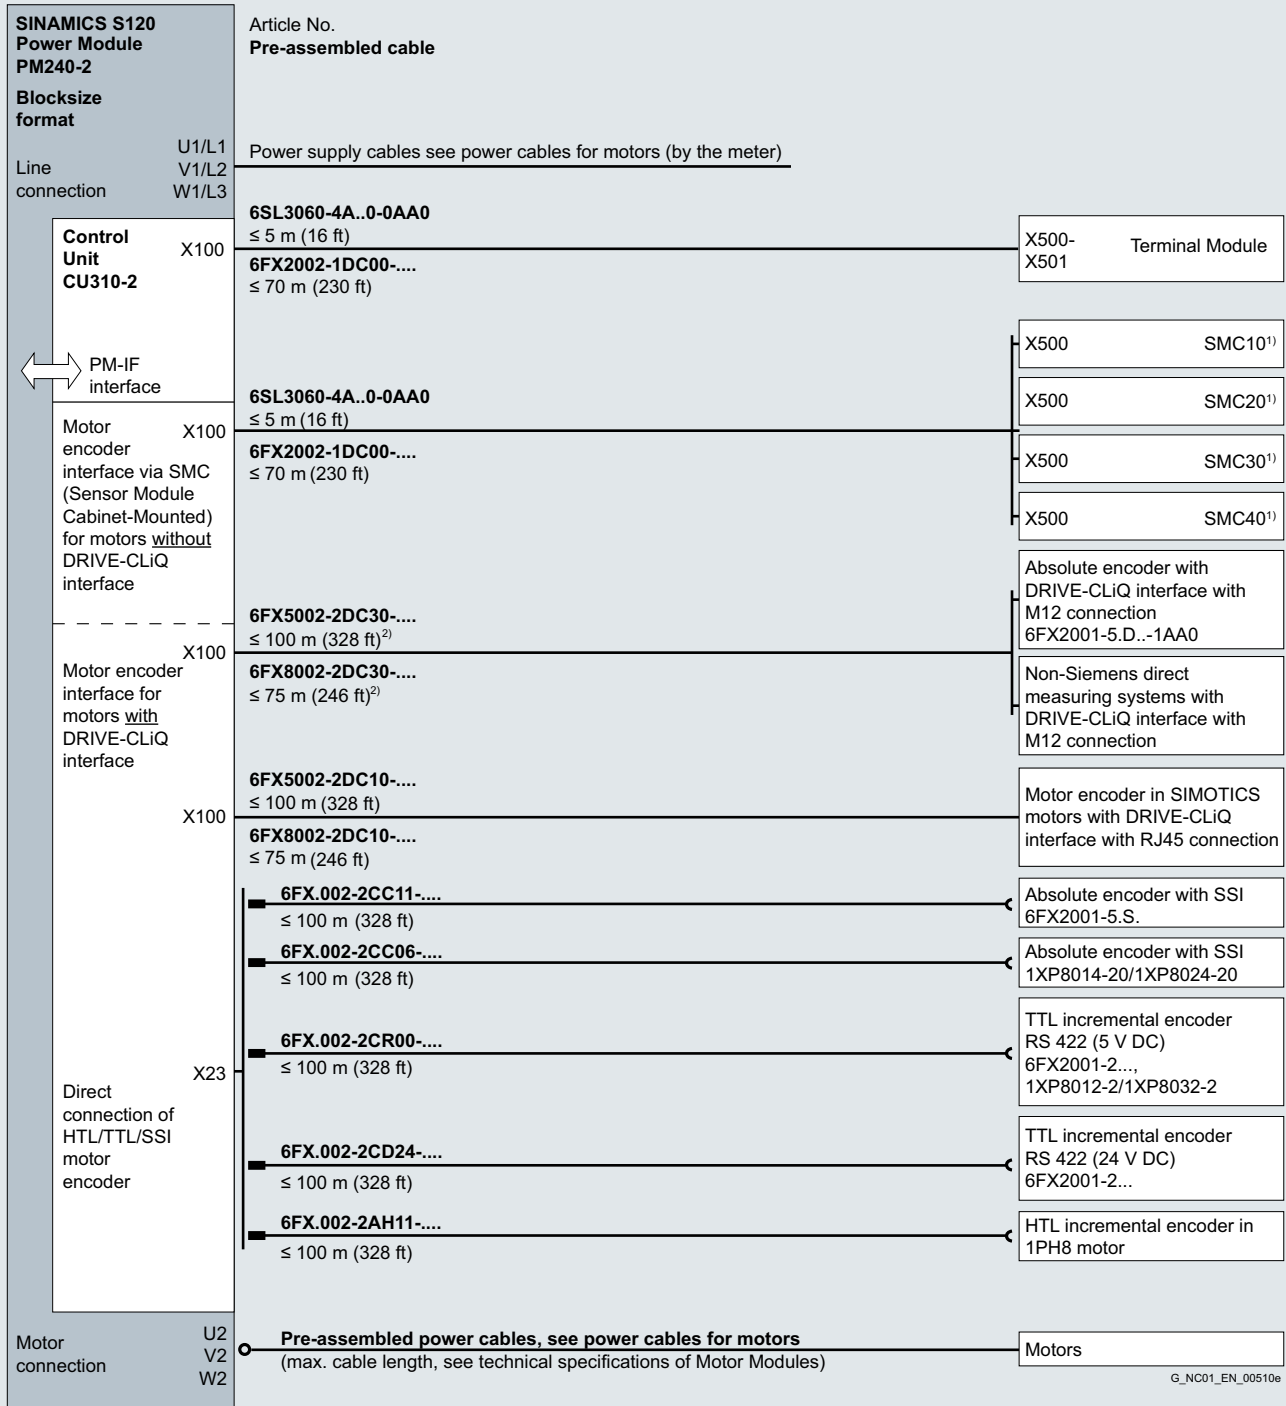 SINAMICS S120
Power Module
PM240-2
Blocksize
format
Article No.
Pre-assembled cable
Line
connection
U1/L1
V1/L2
W1/L3
Power supply cables see power cables for motors (by the meter)
Control
Unit
CU310-2
X100
6SL3060-4A..0-0AA0
≤ 5 m (16 ft)
6FX2002-1DC00-....
≤ 70 m (230 ft)
X500-
X501
Terminal Module
PM-IF
interface
X500 SMC10¹⁾
X500 SMC20¹⁾
X500 SMC30¹⁾
X500 SMC40¹⁾
6SL3060-4A..0-0AA0
≤ 5 m (16 ft)
6FX2002-1DC00-....
≤ 70 m (230 ft)
Motor
encoder
interface via SMC
(Sensor Module
Cabinet-Mounted)
for motors without
DRIVE-CLiQ
interface
X100
6FX5002-2DC30-....
≤ 100 m (328 ft)²⁾
6FX8002-2DC30-....
≤ 75 m (246 ft)²⁾
Absolute encoder with
DRIVE-CLiQ interface with
M12 connection
6FX2001-5.D..-1AA0
Non-Siemens direct
measuring systems with
DRIVE-CLiQ interface with
M12 connection
X100
Motor encoder
interface for
motors with
DRIVE-CLiQ
interface
X100
6FX5002-2DC10-....
≤ 100 m (328 ft)
6FX8002-2DC10-....
≤ 75 m (246 ft)
Motor encoder in SIMOTICS
motors with DRIVE-CLiQ
interface with RJ45 connection
6FX.002-2CC11-....
≤ 100 m (328 ft)
Absolute encoder with SSI
6FX2001-5.S.
6FX.002-2CC06-....
≤ 100 m (328 ft)
Absolute encoder with SSI
1XP8014-20/1XP8024-20
6FX.002-2CR00-....
≤ 100 m (328 ft)
TTL incremental encoder
RS 422 (5 V DC)
6FX2001-2...,
1XP8012-2/1XP8032-2
X23
Direct
connection of
HTL/TTL/SSI
motor
encoder
6FX.002-2CD24-....
≤ 100 m (328 ft)
TTL incremental encoder
RS 422 (24 V DC)
6FX2001-2...
6FX.002-2AH11-....
≤ 100 m (328 ft)
HTL incremental encoder in
1PH8 motor
Motor
connection
U2
V2
W2
Pre-assembled power cables, see power cables for motors
(max. cable length, see technical specifications of Motor Modules)
Motors
G_NC01_EN_00510e